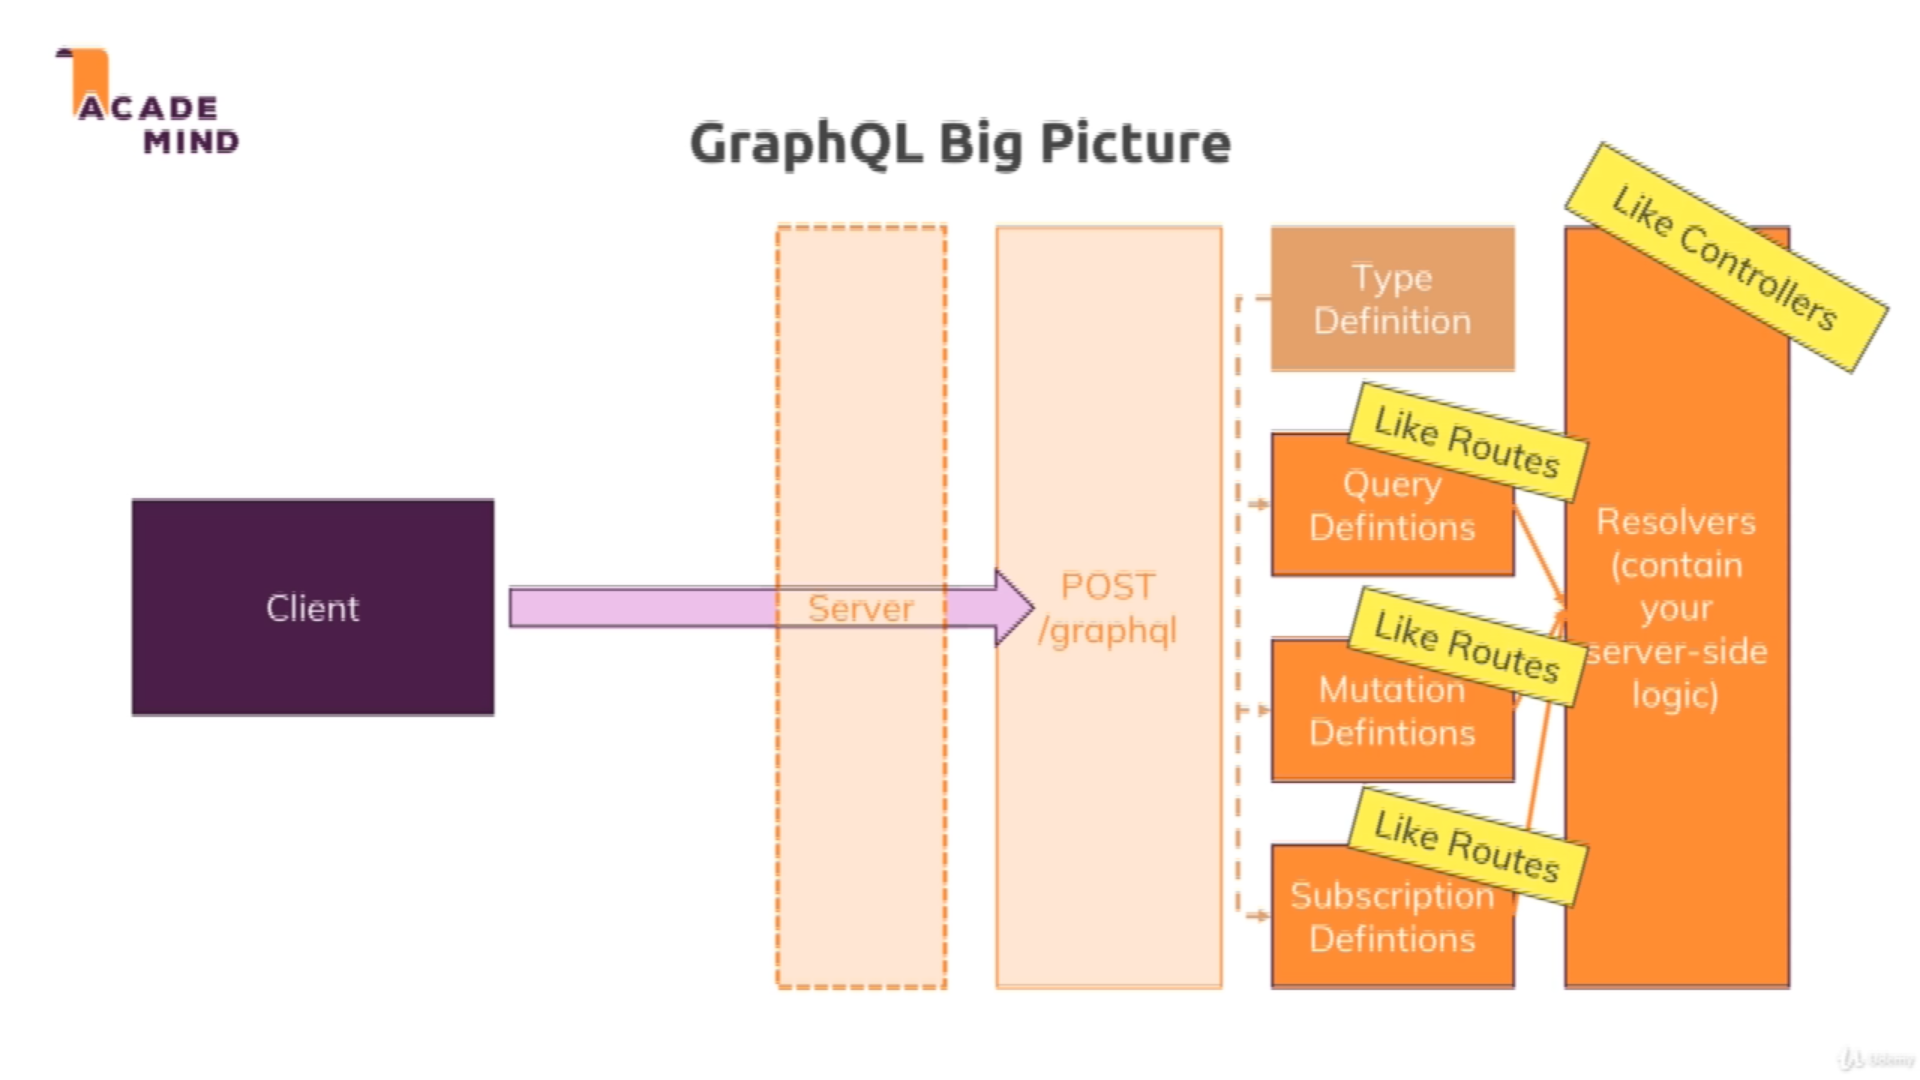 ACADE
MIND
GraphQL Big Picture
Client
Server
POST
/graphql
Type
Definition
Like Routes
Query
Defintions
Like Routes
Mutation
Defintions
Like Routes
Subscription
Defintions
Like Controllers
Resolvers
(contain
your
server-side
logic)
Udemy